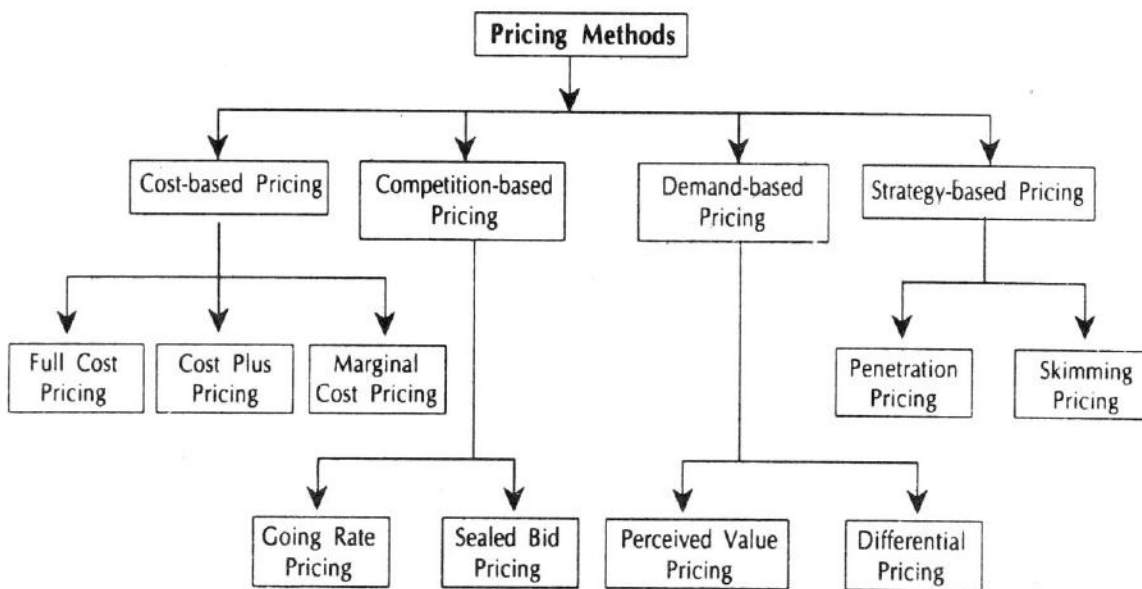 Pricing Methods
Cost-based Pricing
Competition-based
Pricing
Demand-based
Pricing
Strategy-based Pricing
Full Cost
Pricing
Cost Plus
Pricing
Marginal
Cost Pricing
Penetration
Pricing
Skimming
Pricing
Going Rate
Pricing
Sealed Bid
Pricing
Perceived Value
Pricing
Differential
Pricing